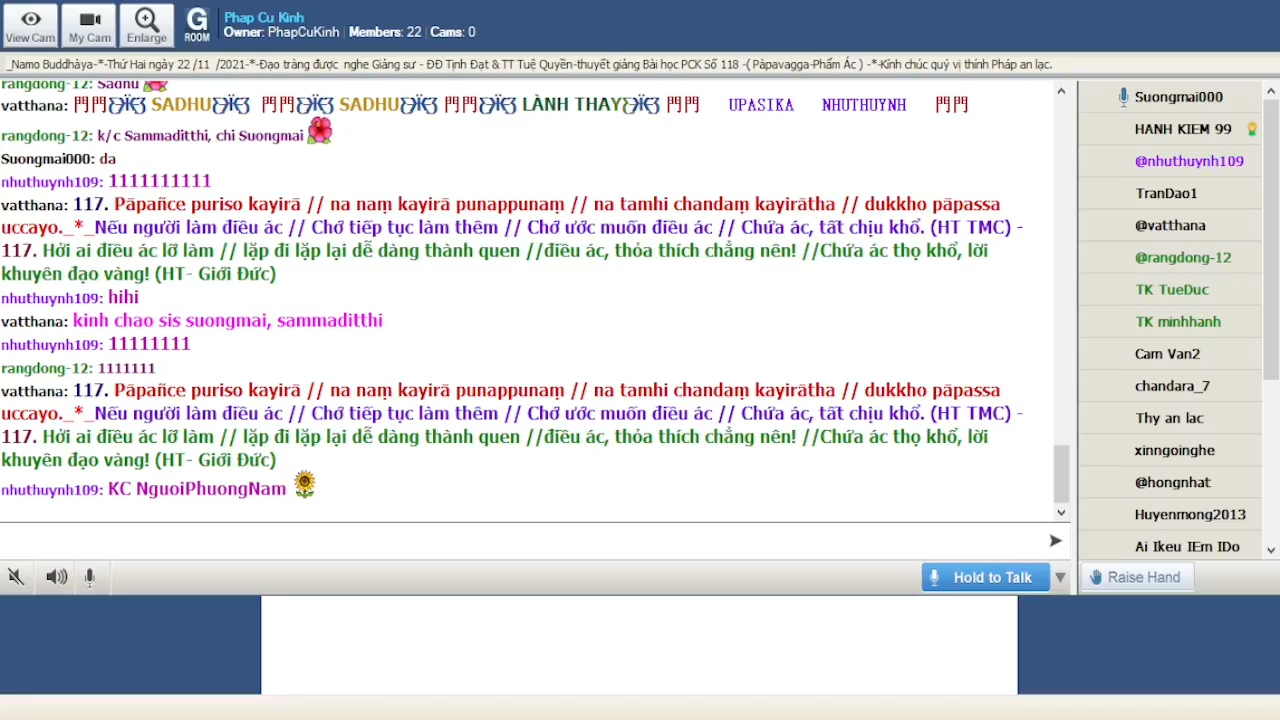 View Cam
My Cam
Enlarge
G
ROOM
Phap Cu Kinh
Owner: PhapCuKinh | Members: 22 | Cams: 0
_Namo Buddhàya-*-Thứ Hai ngày 22 /11 /2021-*-Đạo tràng được nghe Giảng sư - ĐĐ Tịnh Đạt & TT Tuệ Quyền-thuyết giảng Bài học PCK Số 118 -( Pàpavagga-Phẩm Ác ) -*-Kính chúc quý vị thính Pháp an lạc.
rangdong-12: Sadhu
vatthana: 門門 SADHU 門門 SADHU 門門 LÀNH THAY 門門 UPASIKA NHUTHUYNH 門門
rangdong-12: k/c Sammaditthi, chi Suongmai
Suongmai000: da
nhuthuynh109: 1111111111
vatthana: 117. Pāpañce puriso kayirā // na naṃ kayirā punappunaṃ // na tamhi chandaṃ kayirātha // dukkho pāpassa
uccayo._*_Nếu người làm điều ác // Chớ tiếp tục làm thêm // Chớ ước muốn điều ác // Chứa ác, tất chịu khổ. (HT TMC) -
117. Hởi ai điều ác lỡ làm // lặp đi lặp lại dễ dàng thành quen //điều ác, thỏa thích chẳng nên! //Chứa ác thọ khổ, lời
khuyên đạo vàng! (HT- Giới Đức)
nhuthuynh109: hihi
vatthana: kinh chao sis suongmai, sammaditthi
nhuthuynh109: 11111111
rangdong-12: 1111111
vatthana: 117. Pāpañce puriso kayirā // na naṃ kayirā punappunaṃ // na tamhi chandaṃ kayirātha // dukkho pāpassa
uccayo._*_Nếu người làm điều ác // Chớ tiếp tục làm thêm // Chớ ước muốn điều ác // Chứa ác, tất chịu khổ. (HT TMC) -
117. Hởi ai điều ác lỡ làm // lặp đi lặp lại dễ dàng thành quen //điều ác, thỏa thích chẳng nên! //Chứa ác thọ khổ, lời
khuyên đạo vàng! (HT- Giới Đức)
nhuthuynh109: KC NguoiPhuongNam
Suongmai000
HANH KIEM 99
@nhuthuynh109
TranDao1
@vatthana
@rangdong-12
TK TueDuc
TK minhhanh
Cam Van2
chandara_7
Thy an lac
xinngoinghe
@hongnhat
Huyenmong2013
Ai Ikeu IEm IDo
Hold to Talk
Raise Hand